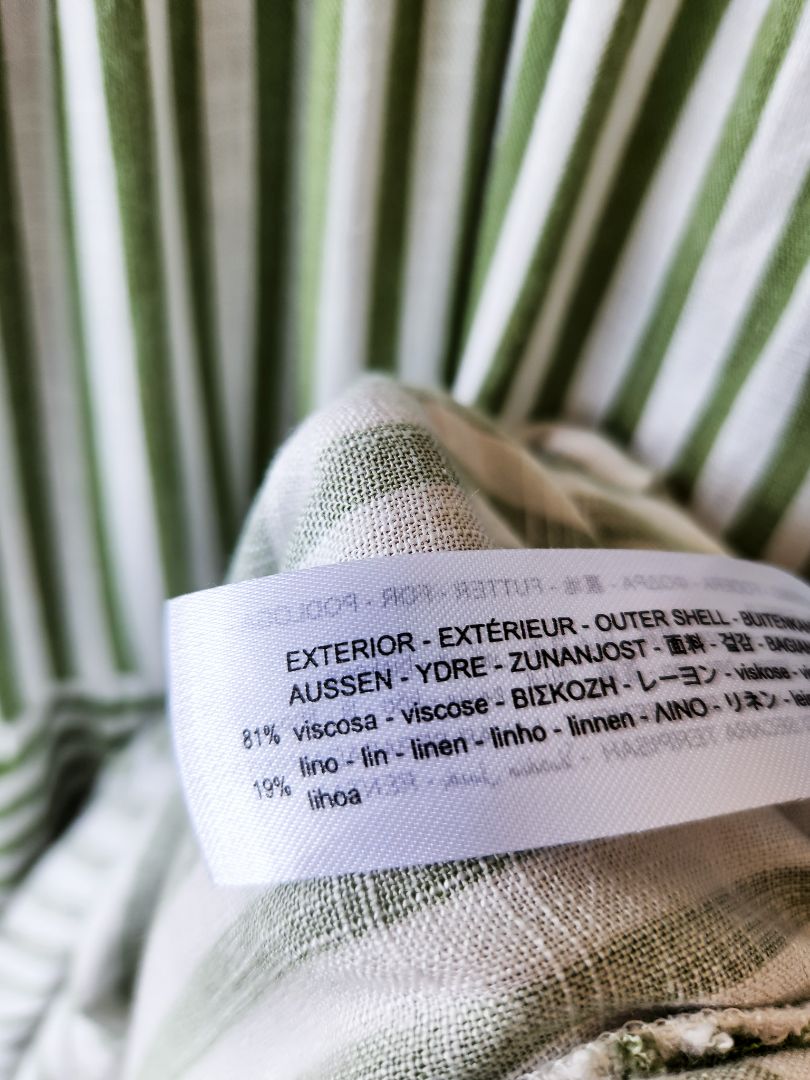 EXTERIOR - EXTÉRIEUR - OUTER SHELL -
AUSSEN - YDRE - ZUNANJOST - 面料 - 겉감 -
81% viscosa - viscose - ΒΙΣΚΟΖΗ - レーヨン - viskose -
19% lino - lin - linen - linho - linnen - ΛΙΝΟ - リネン -
lihoa